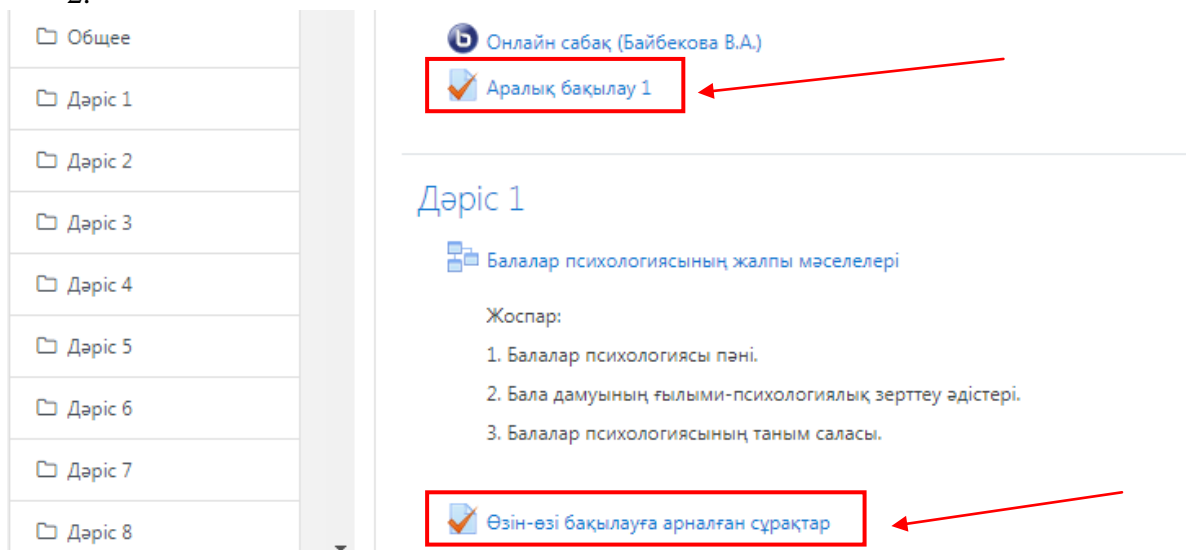 2.
Общее
Дәріс 1
Дәріс 2
Дәріс 3
Дәріс 4
Дәріс 5
Дәріс 6
Дәріс 7
Дәріс 8
Онлайн сабақ (Байбекова В.А.)
Аралық бақылау 1
Дәріс 1
Балалар психологиясының жалпы мәселелері
Жоспар:
1. Балалар психологиясы пәні.
2. Бала дамуының ғылыми-психологиялық зерттеу әдістері.
3. Балалар психологиясының таным саласы.
Өзін-өзі бақылауға арналған сұрақтар